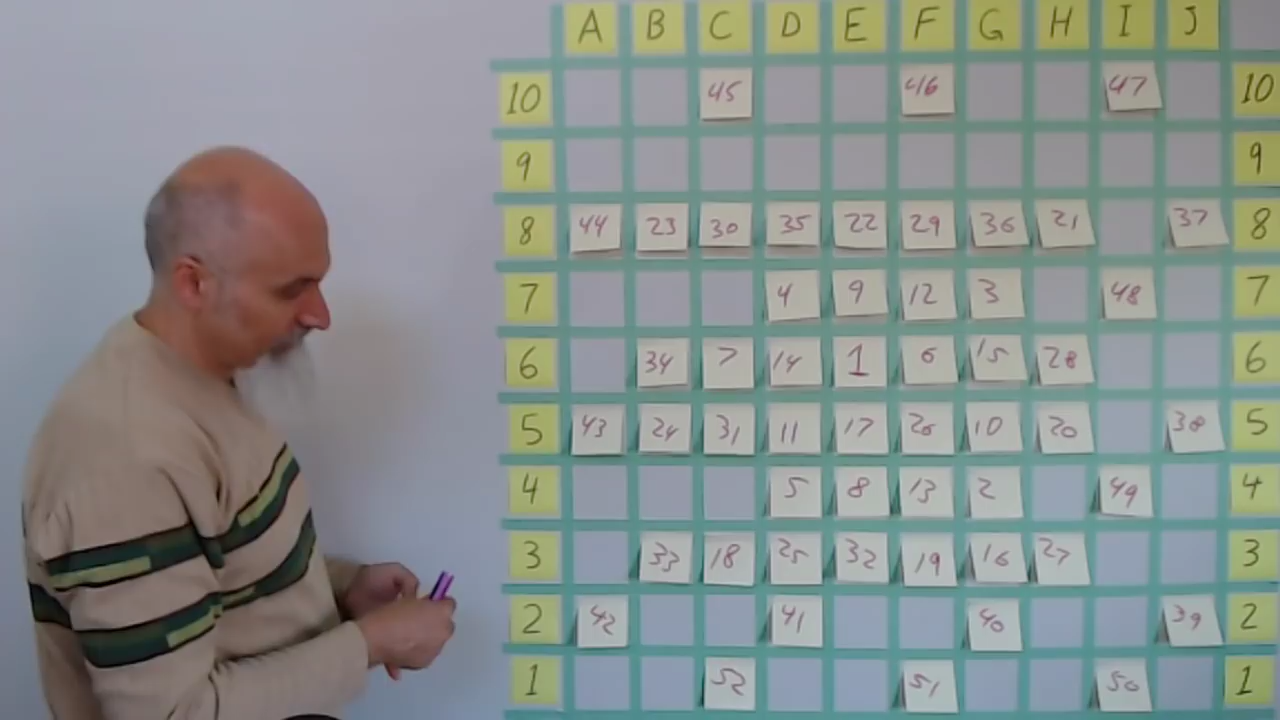 A B C D E F G H I J
10 45 46 47 10
9 9
8 44 23 30 35 22 29 36 21 37 8
7 4 9 12 3 48 7
6 34 7 14 1 6 15 28 6
5 43 24 31 11 17 26 10 20 38 5
4 5 8 13 2 49 4
3 33 18 25 32 19 16 27 3
2 42 41 40 39 2
1 52 51 50 1